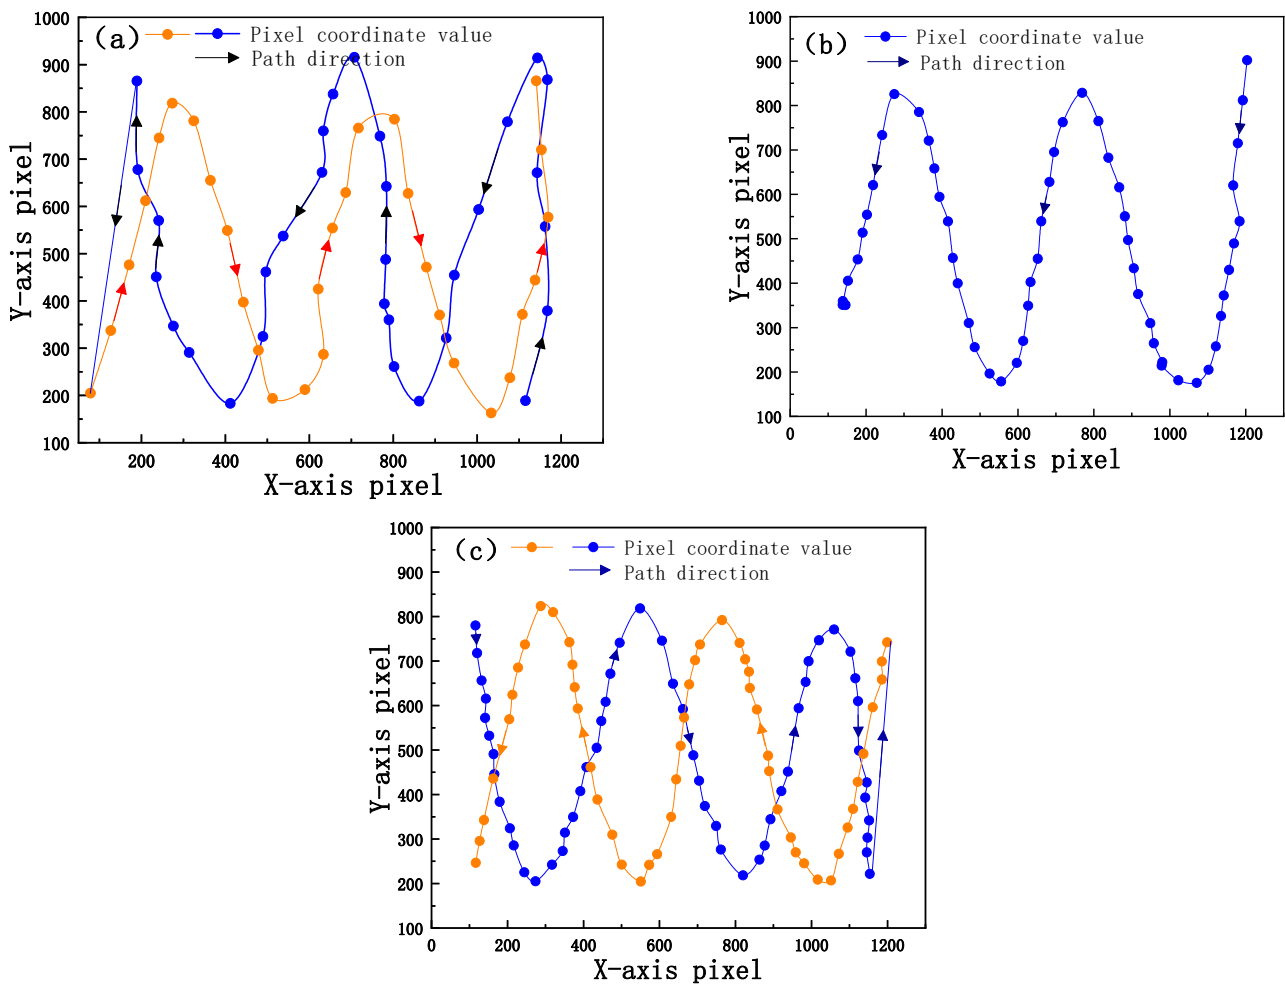 (a) Pixel coordinate value
Path direction
Y-axis pixel
1000
900
800
700
600
500
400
300
200
100
200 400 600 800 1000 1200
X-axis pixel
(b) Pixel coordinate value
Path direction
Y-axis pixel
1000
900
800
700
600
500
400
300
200
100
0 200 400 600 800 1000 1200
X-axis pixel
(c) Pixel coordinate value
Path direction
Y-axis pixel
1000
900
800
700
600
500
400
300
200
100
0 200 400 600 800 1000 1200
X-axis pixel